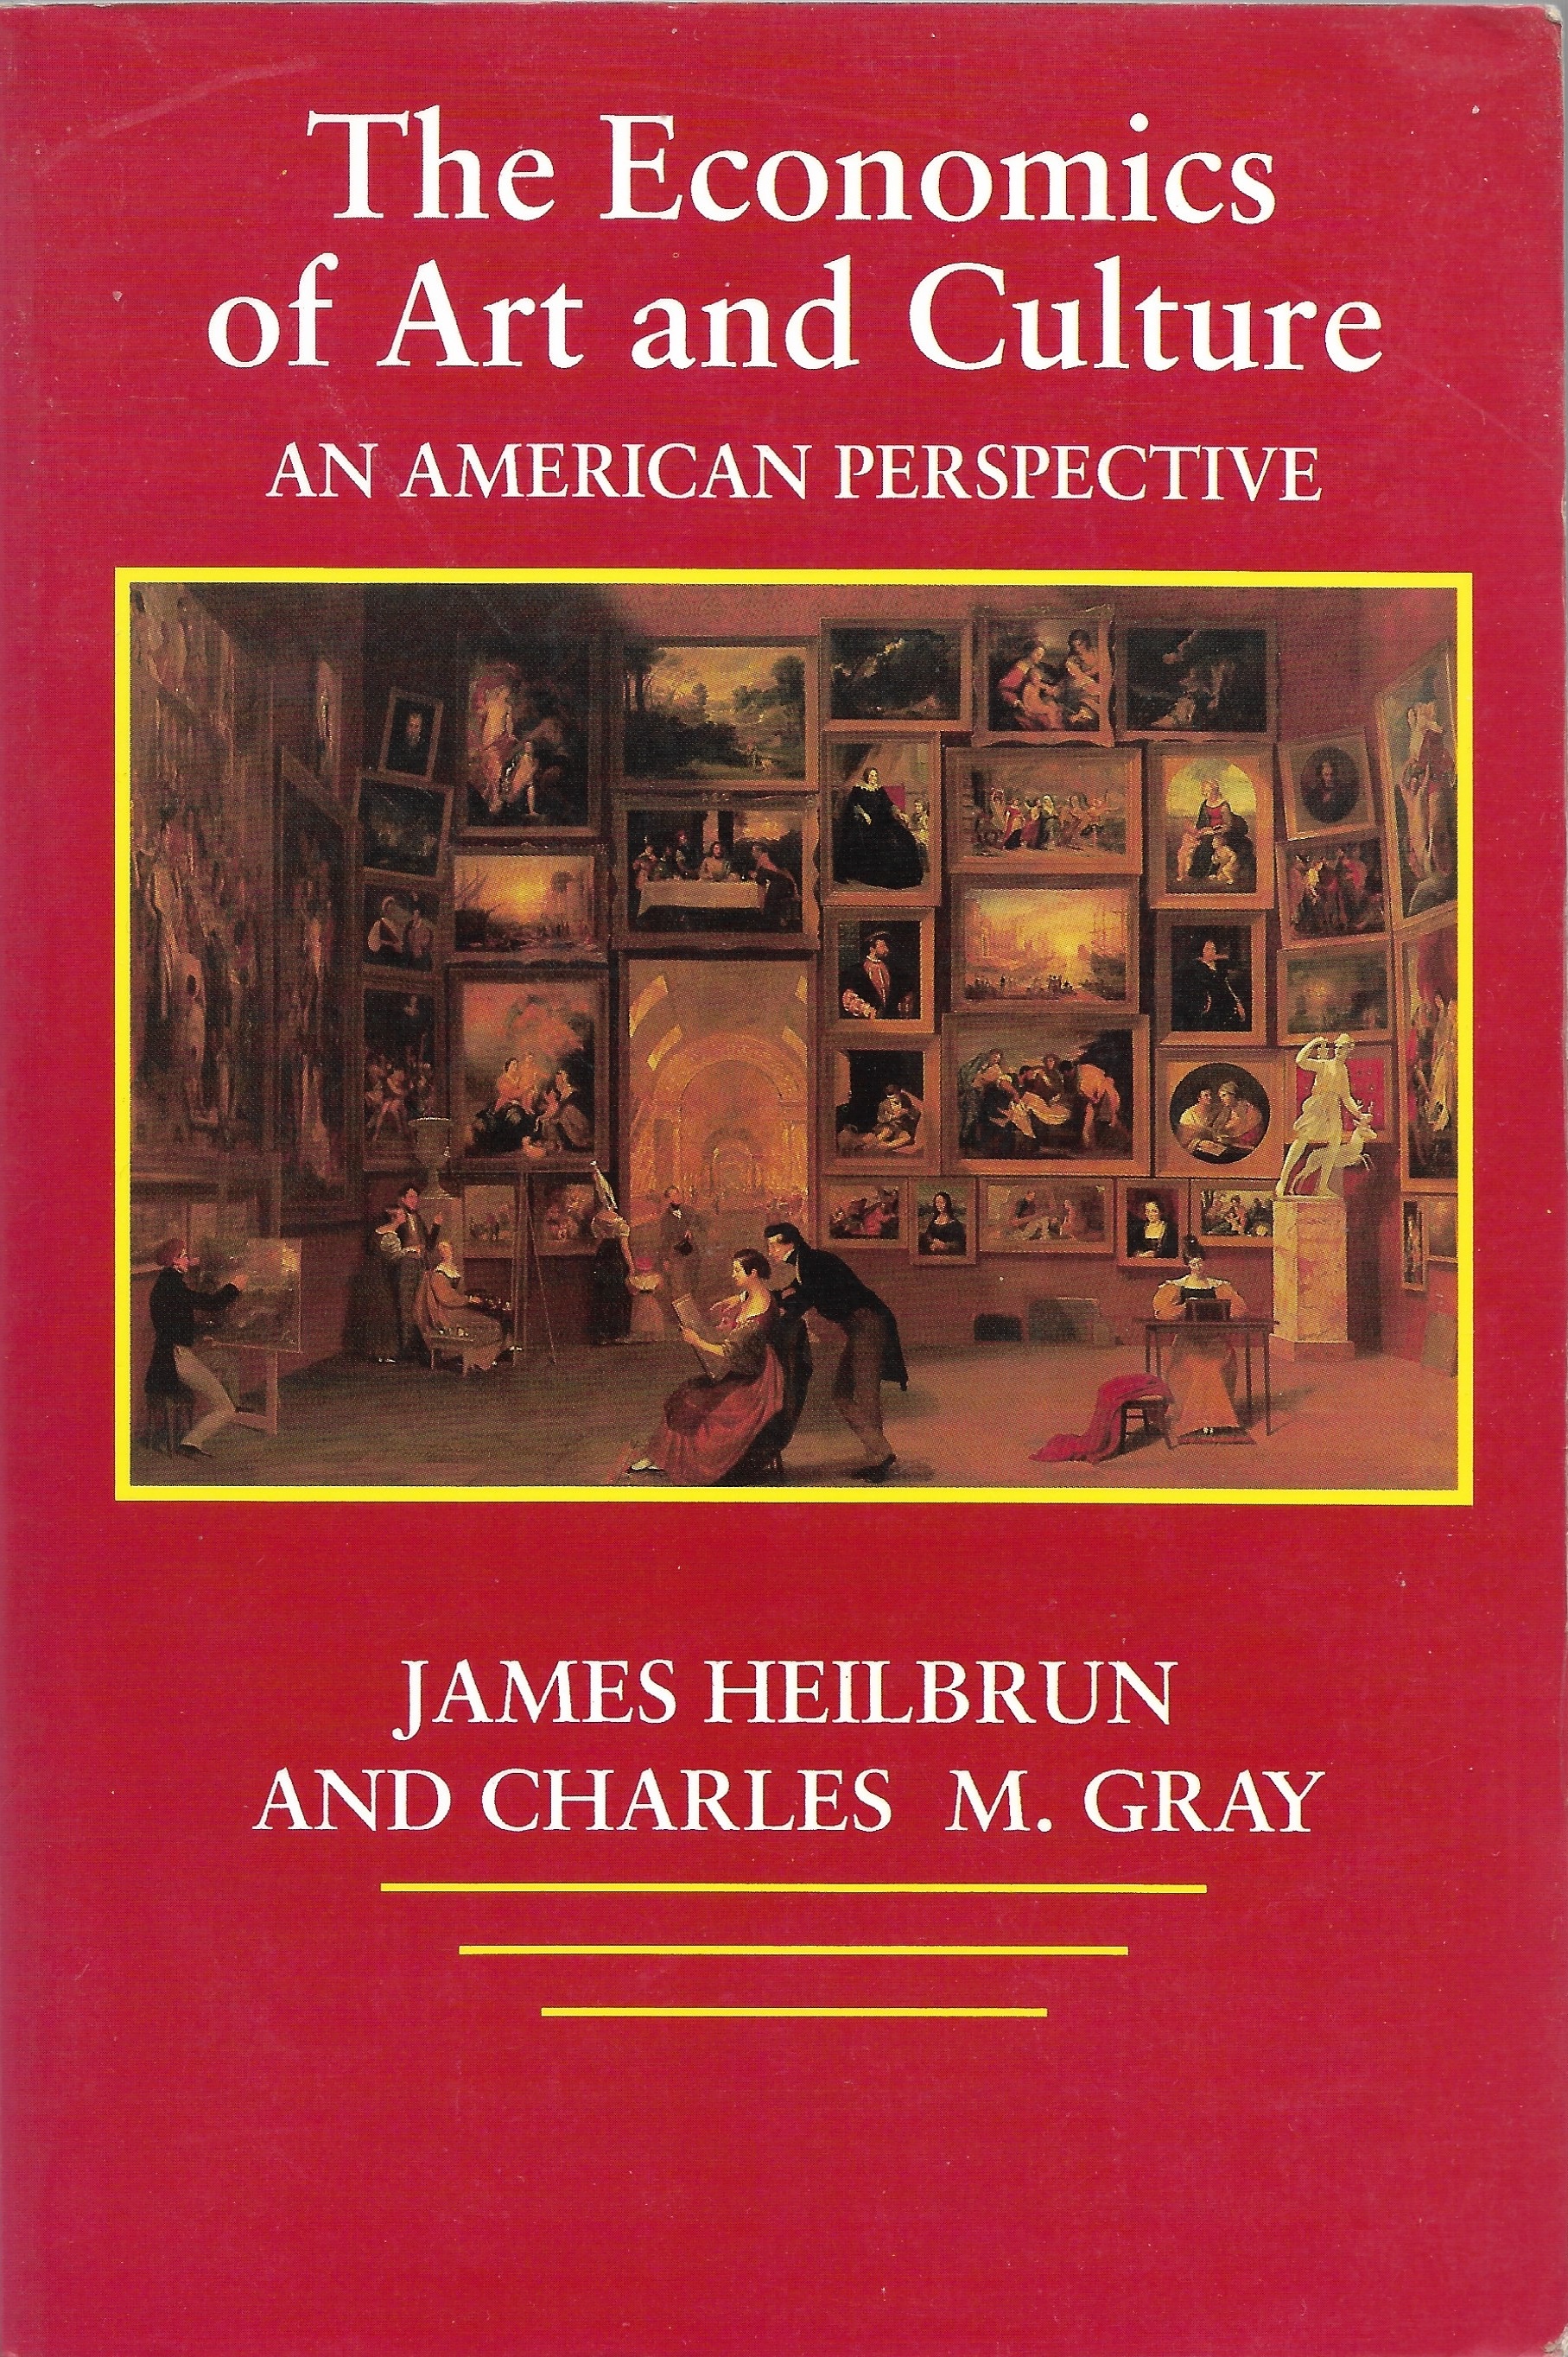 The Economics
of Art and Culture
AN AMERICAN PERSPECTIVE
JAMES HEILBRUN
AND CHARLES M. GRAY